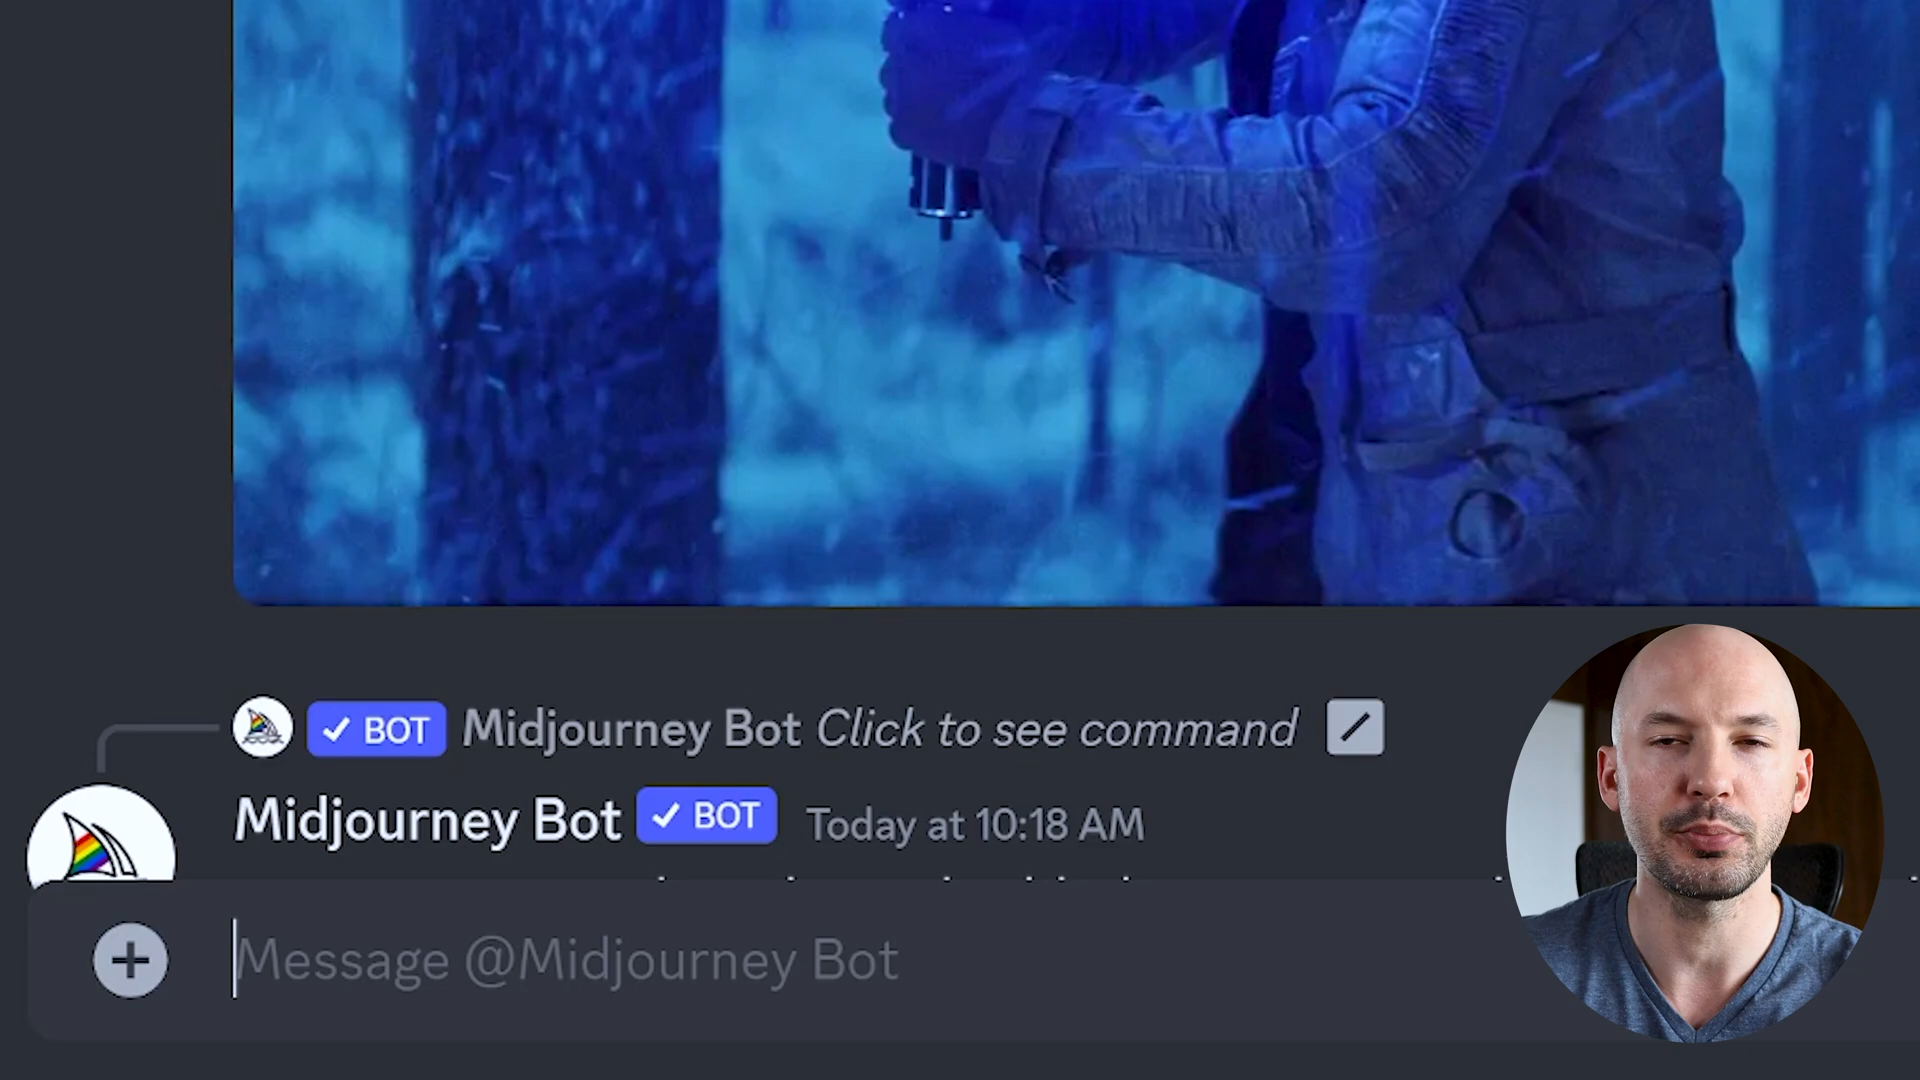 ✓ BOT Midjourney Bot Click to see command
Midjourney Bot ✓ BOT Today at 10:18 AM
Message @Midjourney Bot